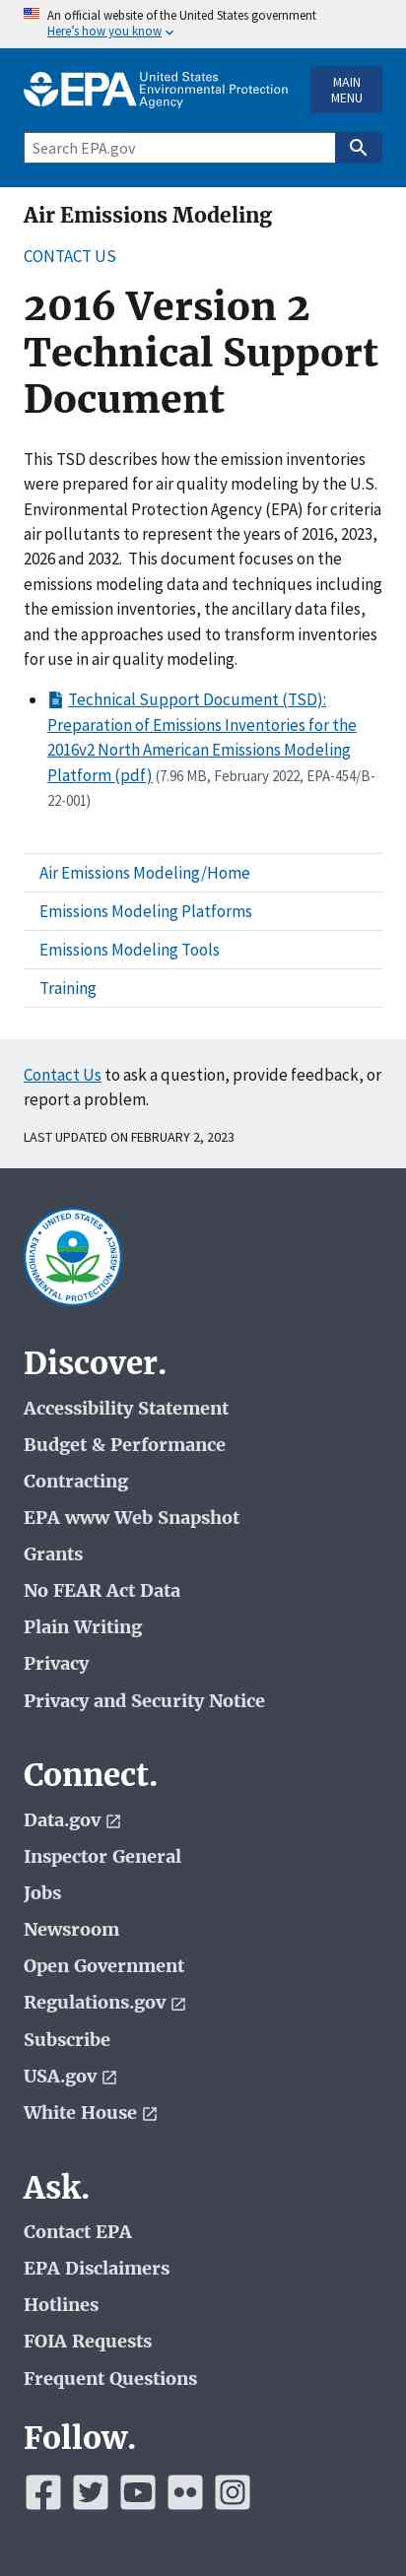 An official website of the United States government
Here's how you know
EPA United States
Environmental Protection
Agency
MAIN
MENU
Search EPA.gov
Air Emissions Modeling
CONTACT US
2016 Version 2
Technical Support
Document
This TSD describes how the emission inventories
were prepared for air quality modeling by the U.S.
Environmental Protection Agency (EPA) for criteria
air pollutants to represent the years of 2016, 2023,
2026 and 2032.  This document focuses on the
emissions modeling data and techniques including
the emission inventories, the ancillary data files,
and the approaches used to transform inventories
for use in air quality modeling.
Technical Support Document (TSD):
Preparation of Emissions Inventories for the
2016v2 North American Emissions Modeling
Platform (pdf) (7.96 MB, February 2022, EPA-454/B-
22-001)
Air Emissions Modeling/Home
Emissions Modeling Platforms
Emissions Modeling Tools
Training
Contact Us to ask a question, provide feedback, or
report a problem.
LAST UPDATED ON FEBRUARY 2, 2023
UNITED STATES
ENVIRONMENTAL PROTECTION AGENCY
Discover.
Accessibility Statement
Budget & Performance
Contracting
EPA www Web Snapshot
Grants
No FEAR Act Data
Plain Writing
Privacy
Privacy and Security Notice
Connect.
Data.gov
Inspector General
Jobs
Newsroom
Open Government
Regulations.gov
Subscribe
USA.gov
White House
Ask.
Contact EPA
EPA Disclaimers
Hotlines
FOIA Requests
Frequent Questions
Follow.